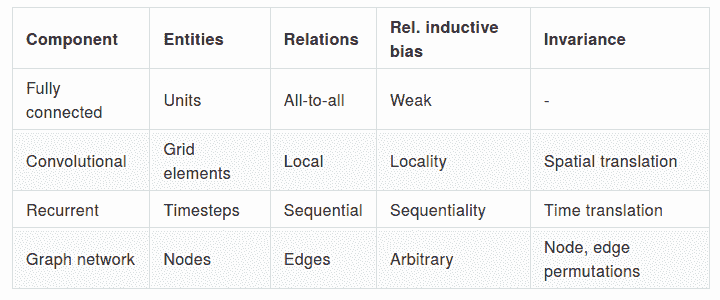 Component Entities Relations Rel. inductive bias Invariance
Fully connected Units All-to-all Weak -
Convolutional Grid elements Local Locality Spatial translation
Recurrent Timesteps Sequential Sequentiality Time translation
Graph network Nodes Edges Arbitrary Node, edge permutations